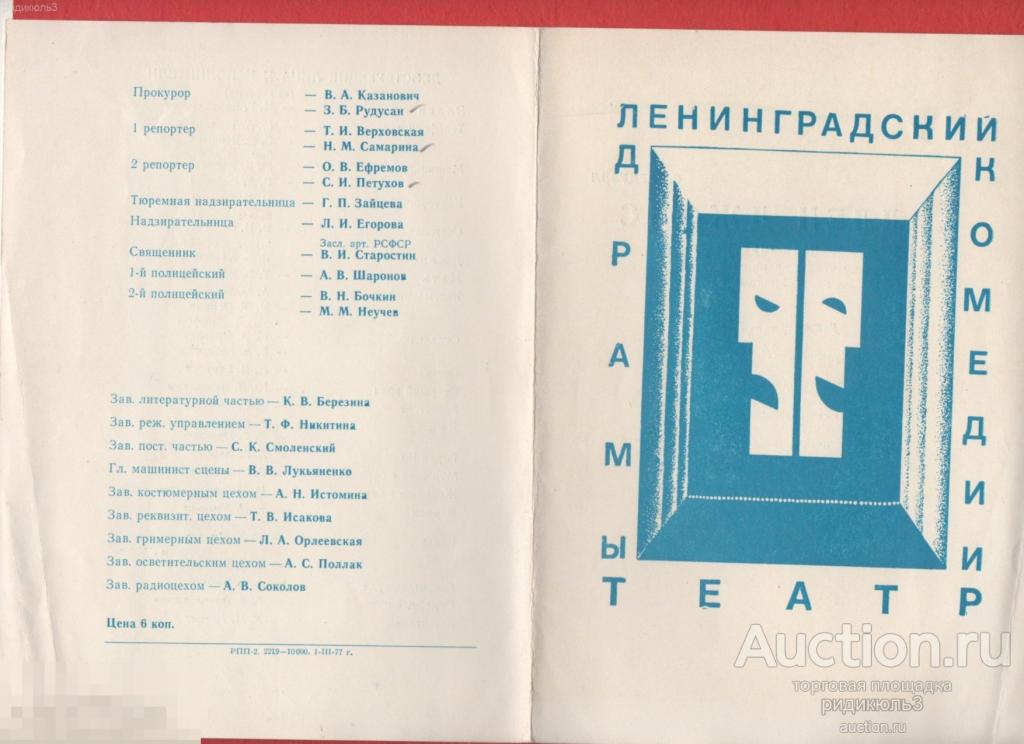 ридикюль3
Прокурор — В. А. Казанович
— З. Б. Рудусан
1 репортер — Т. И. Верховская
— Н. М. Самарина
2 репортер — О. В. Ефремов
— С. И. Петухов
Тюремная надзирательница — Г. П. Зайцева
Надзирательница — Л. И. Егорова
Засл. арт. РСФСР
Священник — В. И. Старостин
1-й полицейский — А. В. Шаронов
2-й полицейский — В. Н. Бочкин
— М. М. Неучев
Зав. литературной частью — К. В. Березина
Зав. реж. управлением — Т. Ф. Никитина
Зав. пост. частью — С. К. Смоленский
Гл. машинист сцены — В. В. Лукьяненко
Зав. костюмерным цехом — А. Н. Истомина
Зав. реквизит. цехом — Т. В. Исакова
Зав. гримерным цехом — Л. А. Орлеевская
Зав. осветительским цехом — А. С. Поллак
Зав. радиоцехом — А. В. Соколов
Цена 6 коп.
РПП-2. 2219—10000. 1-III-77 г.
ЛЕНИНГРАДСКИЙ
ДРАМЫ
И
КОМЕДИИ
ТЕАТР
Auction.ru
торговая площадка
ридикюль3
auction.ru